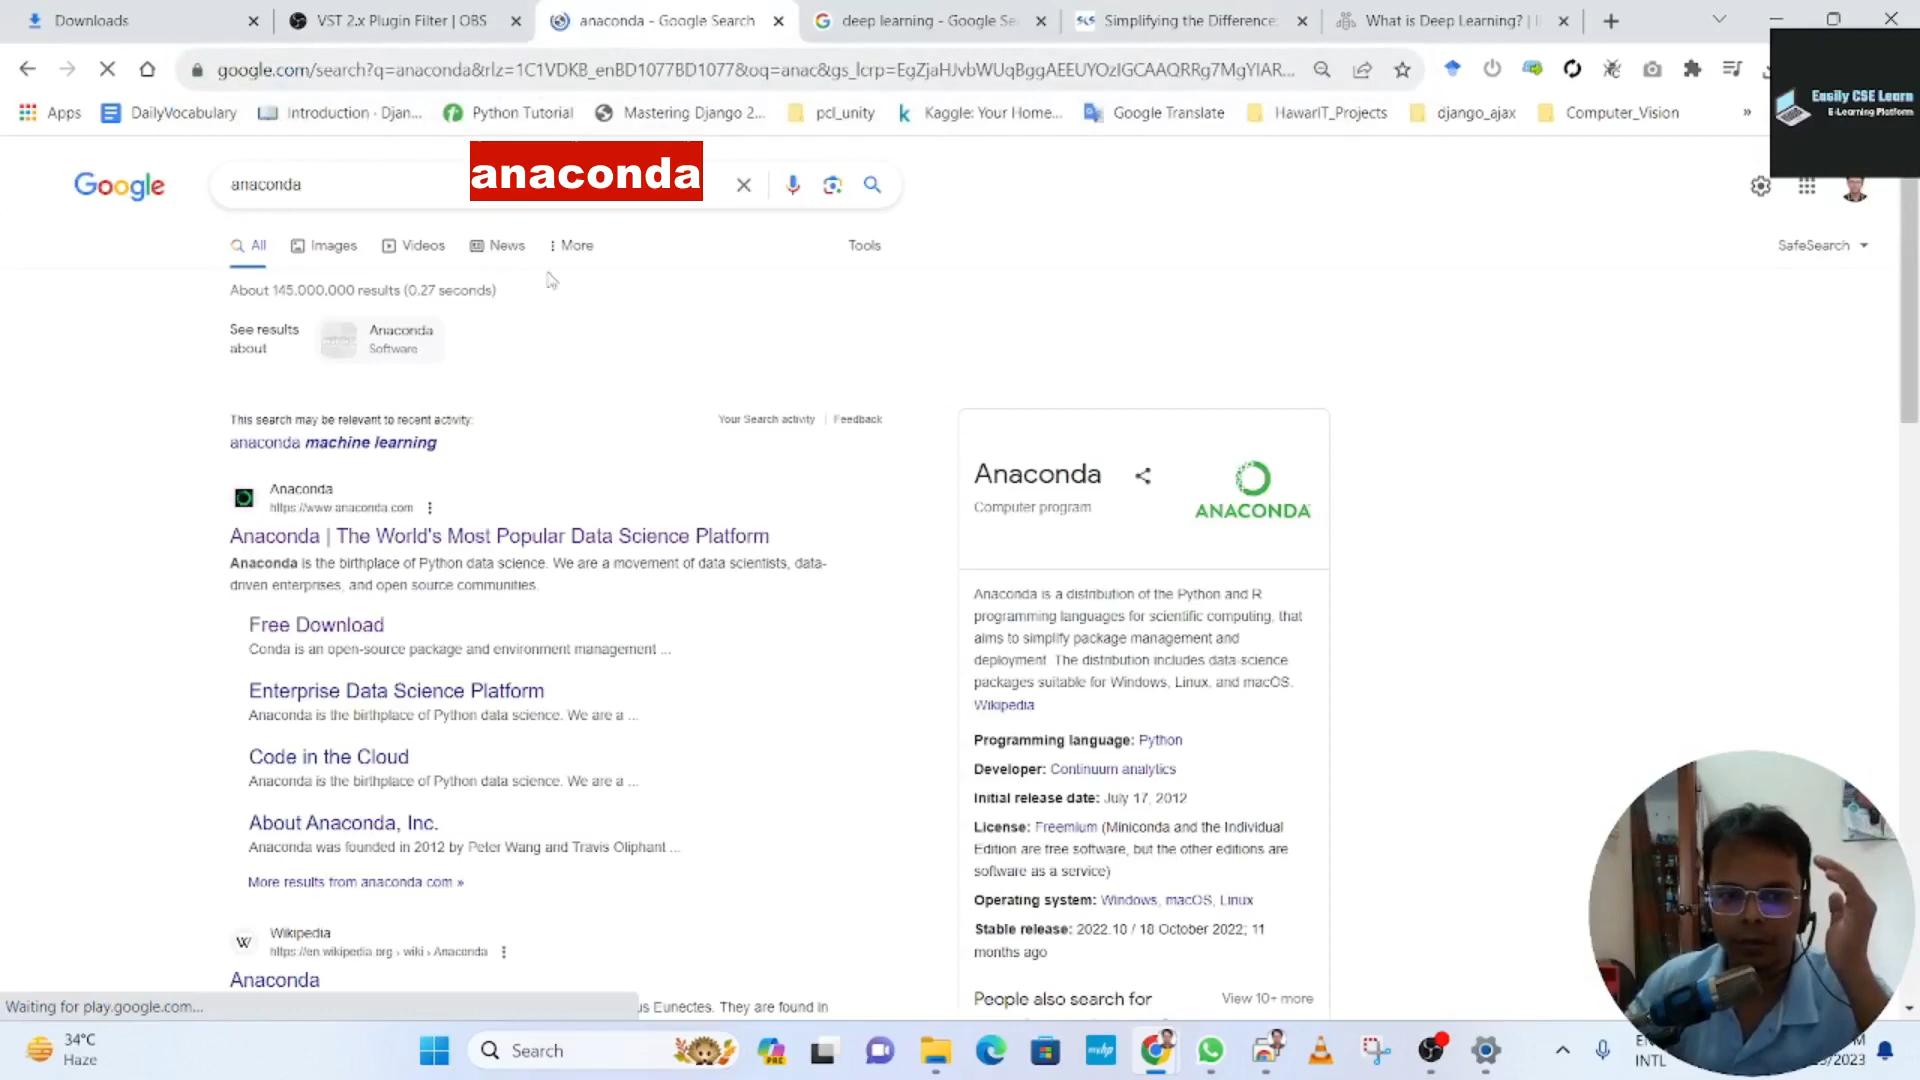 Downloads
VST 2.x Plugin Filter | OBS
anaconda - Google Search
deep learning - Google Se
Simplifying the Difference:
What is Deep Learning? | I
google.com/search?q=anaconda&rlz=1C1VDKB_enBD1077BD1077&oq=anac&gs_lcrp=EgZjaHJvbWUqBggAEEUYOzIGCAAQRRg7MgYIAR...
Apps
DailyVocabulary
Introduction · Djan...
Python Tutorial
Mastering Django 2...
pcl_unity
Kaggle: Your Home...
Google Translate
HawarIT_Projects
django_ajax
Computer_Vision
»
Easily CSE Learn
E-Learning Platform
Google
anaconda
anaconda
All
Images
Videos
News
More
Tools
SafeSearch
About 145,000,000 results (0.27 seconds)
See results
about
Anaconda
Software
This search may be relevant to recent activity:
Your Search activity
Feedback
anaconda machine learning
Anaconda
https://www.anaconda.com
Anaconda | The World's Most Popular Data Science Platform
Anaconda is the birthplace of Python data science. We are a movement of data scientists, data-
driven enterprises, and open source communities.
Free Download
Conda is an open-source package and environment management ...
Enterprise Data Science Platform
Anaconda is the birthplace of Python data science. We are a ...
Code in the Cloud
Anaconda is the birthplace of Python data science. We are a ...
About Anaconda, Inc.
Anaconda was founded in 2012 by Peter Wang and Travis Oliphant ...
More results from anaconda.com »
W
Wikipedia
https://en.wikipedia.org › wiki › Anaconda
Anaconda
us Eunectes. They are found in
Waiting for play.google.com...
Anaconda
Computer program
ANACONDA
Anaconda is a distribution of the Python and R
programming languages for scientific computing, that
aims to simplify package management and
deployment. The distribution includes data-science
packages suitable for Windows, Linux, and macOS.
Wikipedia
Programming language: Python
Developer: Continuum analytics
Initial release date: July 17, 2012
License: Freemium (Miniconda and the Individual
Edition are free software, but the other editions are
software as a service)
Operating system: Windows, macOS, Linux
Stable release: 2022.10 / 18 October 2022; 11
months ago
People also search for
View 10+ more
34°C
Haze
Search
PRE
myhp
INTL
/2023